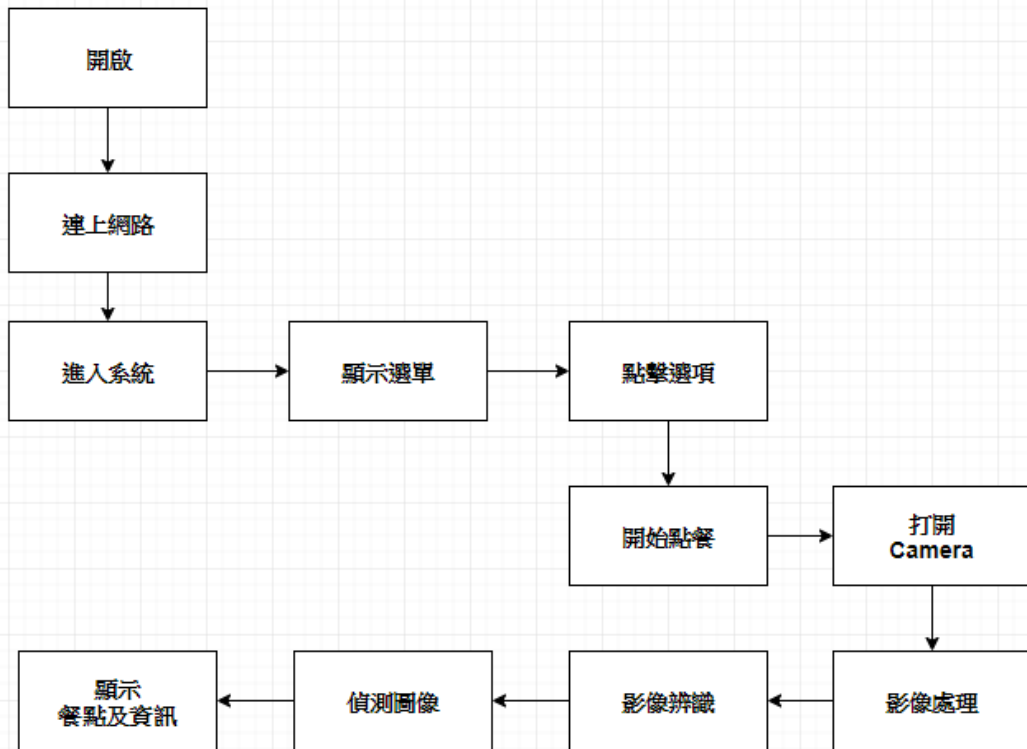 開啟
連上網路
進入系統
顯示選單
點擊選項
開始點餐
打開
Camera
影像處理
影像辨識
偵測圖像
顯示
餐點及資訊